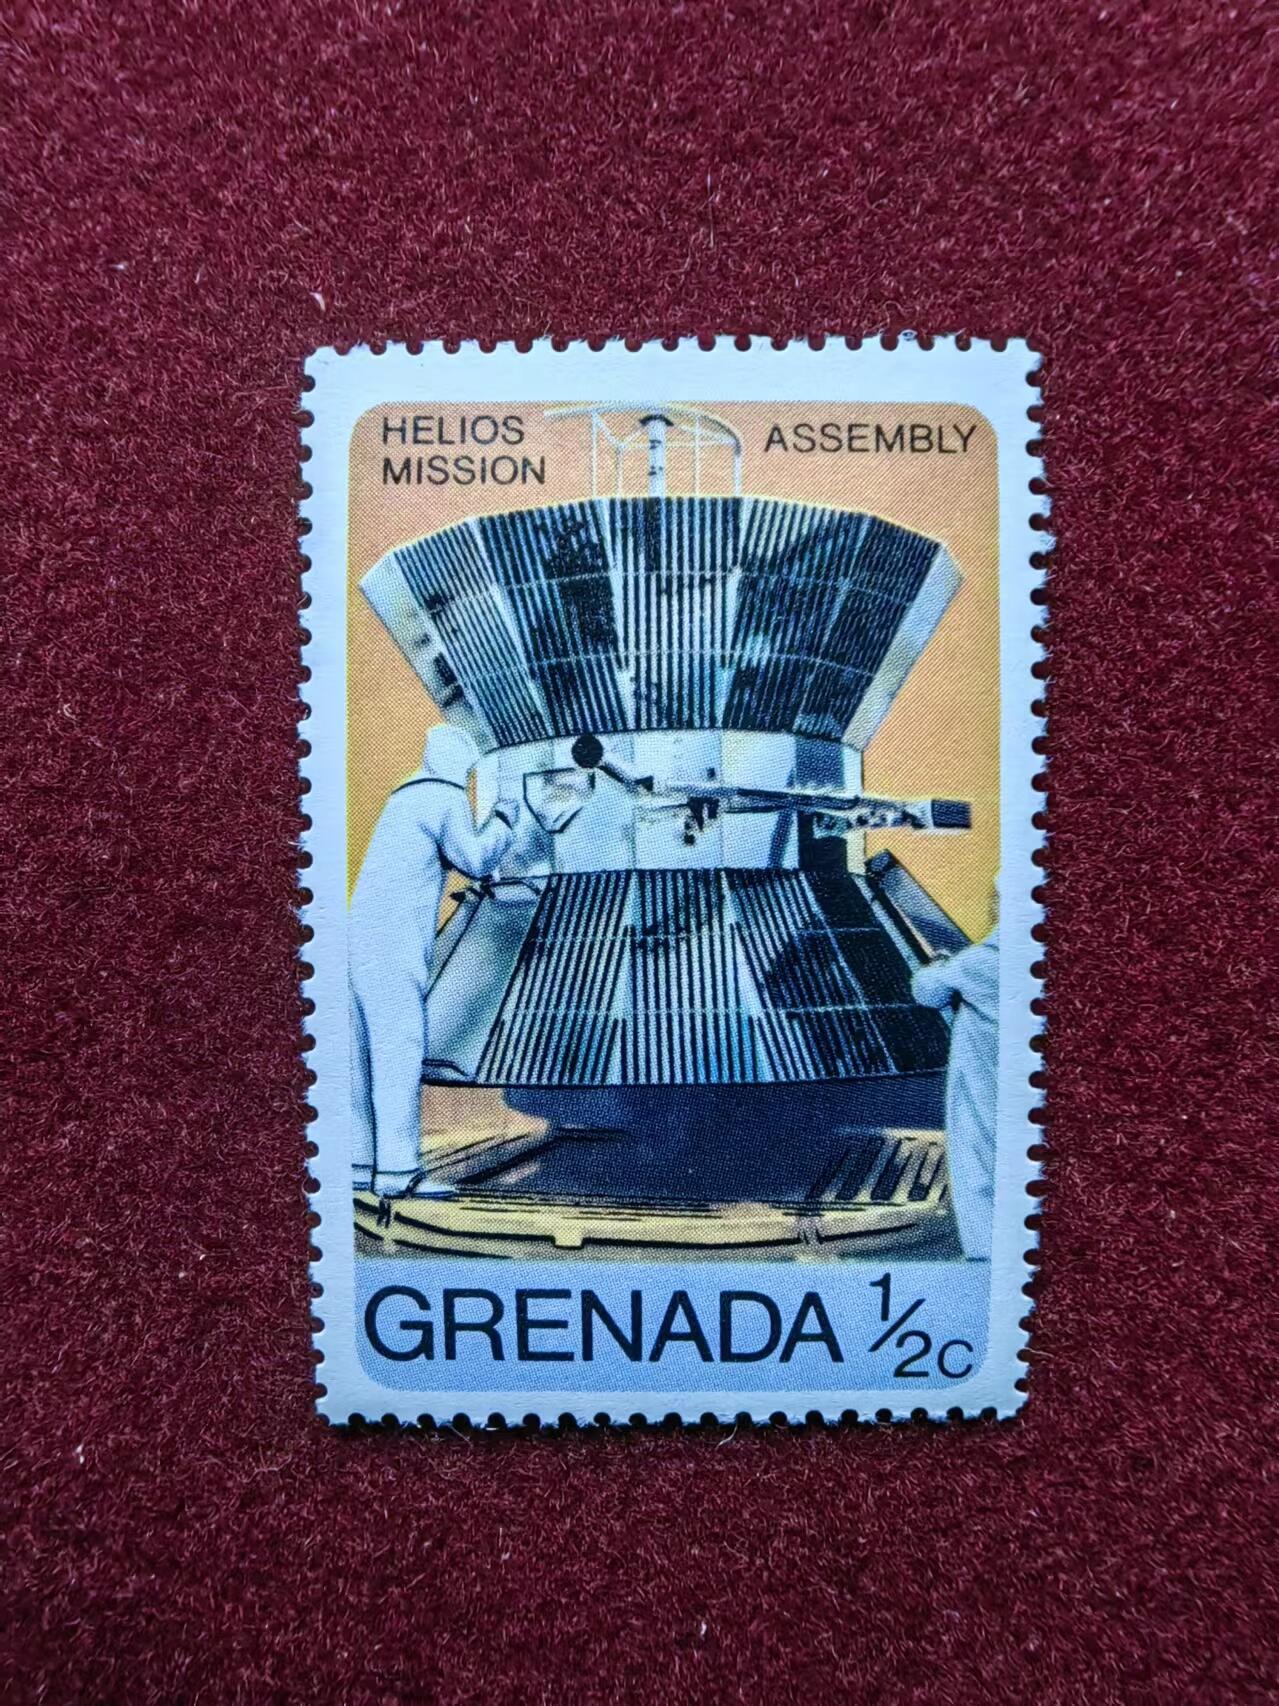 HELIOS
MISSION
ASSEMBLY
GRENADA ½c